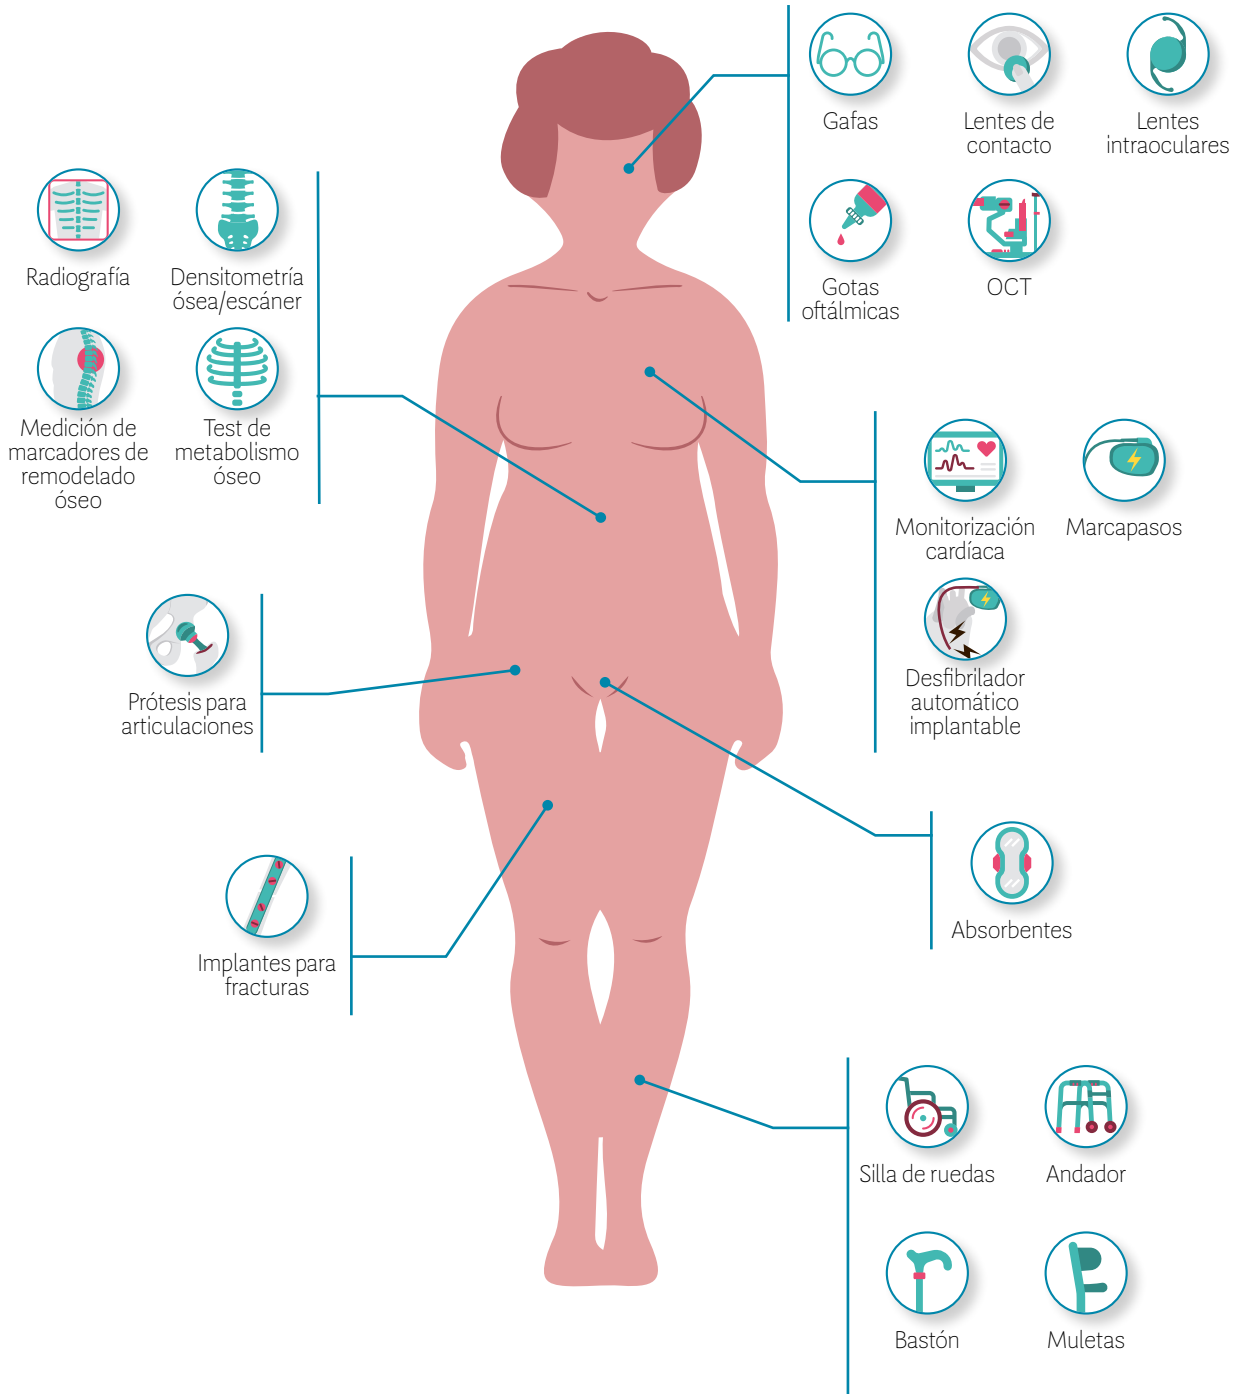 Gafas
Lentes de
contacto
Lentes
intraoculares
Gotas
oftálmicas
OCT
Radiografía
Densitometría
ósea/escáner
Medición de
marcadores de
remodelado
óseo
Test de
metabolismo
óseo
Monitorización
cardíaca
Marcapasos
Desfibrilador
automático
implantable
Prótesis para
articulaciones
Absorbentes
Implantes para
fracturas
Silla de ruedas
Andador
Bastón
Muletas